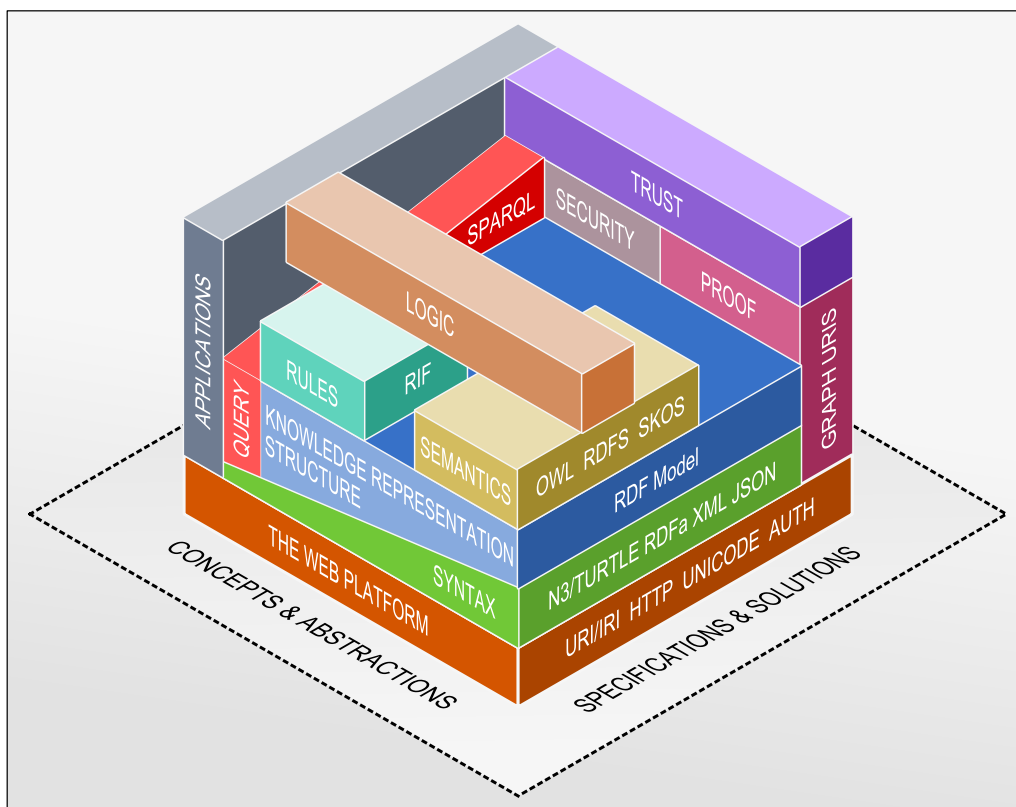 TRUST
SECURITY
SPARQL
PROOF
LOGIC
APPLICATIONS
RULES
RIF
GRAPH URIS
QUERY
KNOWLEDGE REPRESENTATION
STRUCTURE
SEMANTICS
OWL RDFS SKOS
RDF Model
SYNTAX
N3/TURTLE RDFa XML JSON
THE WEB PLATFORM
URI/IRI HTTP UNICODE AUTH
CONCEPTS & ABSTRACTIONS
SPECIFICATIONS & SOLUTIONS